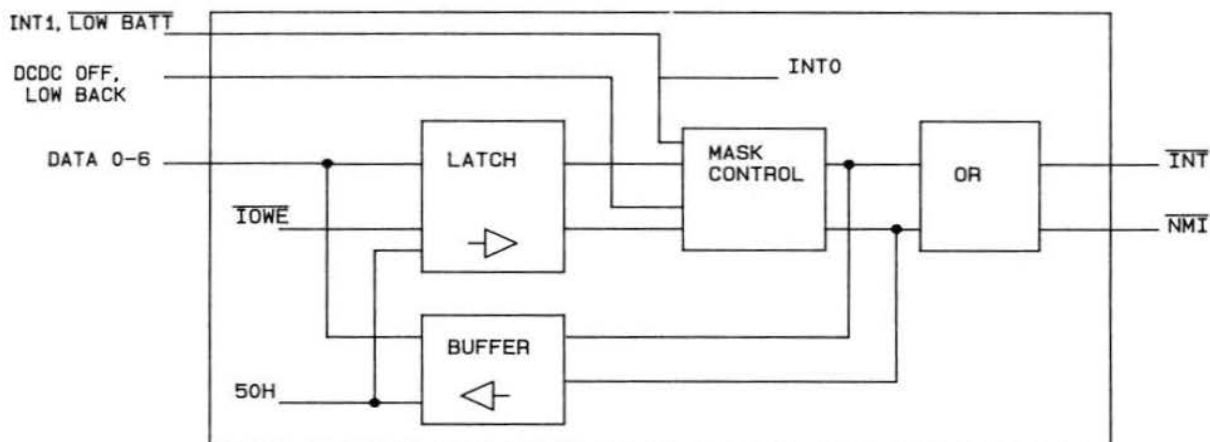 INT1, LOW BATT
DCDC OFF,
LOW BACK
INTO
DATA 0-6
LATCH
MASK
CONTROL
OR
INT
IOWE
NMI
BUFFER
50H